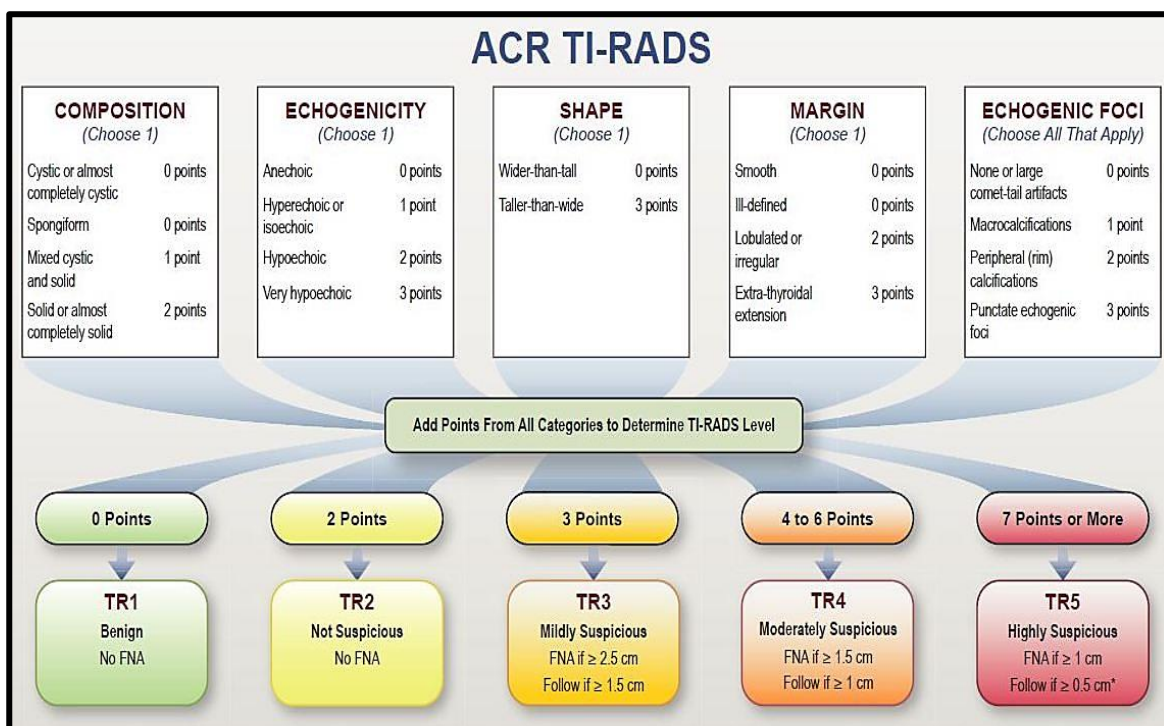 ACR TI-RADS
COMPOSITION
(Choose 1)
Cystic or almost
completely cystic 0 points
Spongiform 0 points
Mixed cystic
and solid 1 point
Solid or almost
completely solid 2 points
ECHOGENICITY
(Choose 1)
Anechoic 0 points
Hyperechoic or
isoechoic 1 point
Hypoechoic 2 points
Very hypoechoic 3 points
SHAPE
(Choose 1)
Wider-than-tall 0 points
Taller-than-wide 3 points
MARGIN
(Choose 1)
Smooth 0 points
Ill-defined 0 points
Lobulated or
irregular 2 points
Extra-thyroidal
extension 3 points
ECHOGENIC FOCI
(Choose All That Apply)
None or large
comet-tail artifacts 0 points
Macrocalcifications 1 point
Peripheral (rim)
calcifications 2 points
Punctate echogenic
foci 3 points
Add Points From All Categories to Determine TI-RADS Level
0 Points
2 Points
3 Points
4 to 6 Points
7 Points or More
TR1
Benign
No FNA
TR2
Not Suspicious
No FNA
TR3
Mildly Suspicious
FNA if ≥ 2.5 cm
Follow if ≥ 1.5 cm
TR4
Moderately Suspicious
FNA if ≥ 1.5 cm
Follow if ≥ 1 cm
TR5
Highly Suspicious
FNA if ≥ 1 cm
Follow if ≥ 0.5 cm*